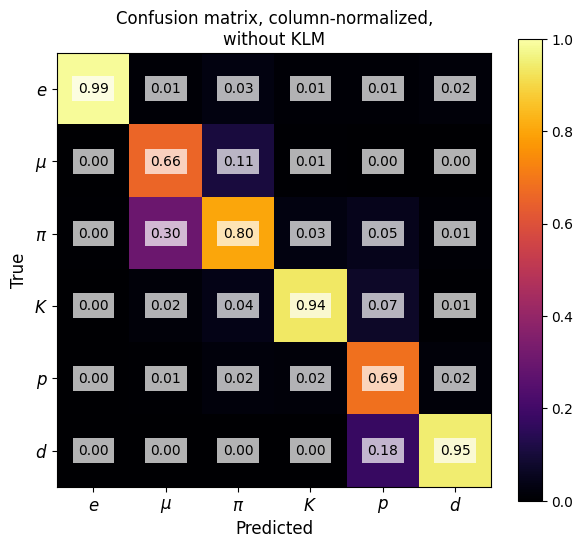 Confusion matrix, column-normalized,
without KLM
True
e 0.99 0.01 0.03 0.01 0.01 0.02
μ 0.00 0.66 0.11 0.01 0.00 0.00
π 0.00 0.30 0.80 0.03 0.05 0.01
K 0.00 0.02 0.04 0.94 0.07 0.01
p 0.00 0.01 0.02 0.02 0.69 0.02
d 0.00 0.00 0.00 0.00 0.18 0.95
e μ π K p d
Predicted
1.0
0.8
0.6
0.4
0.2
0.0